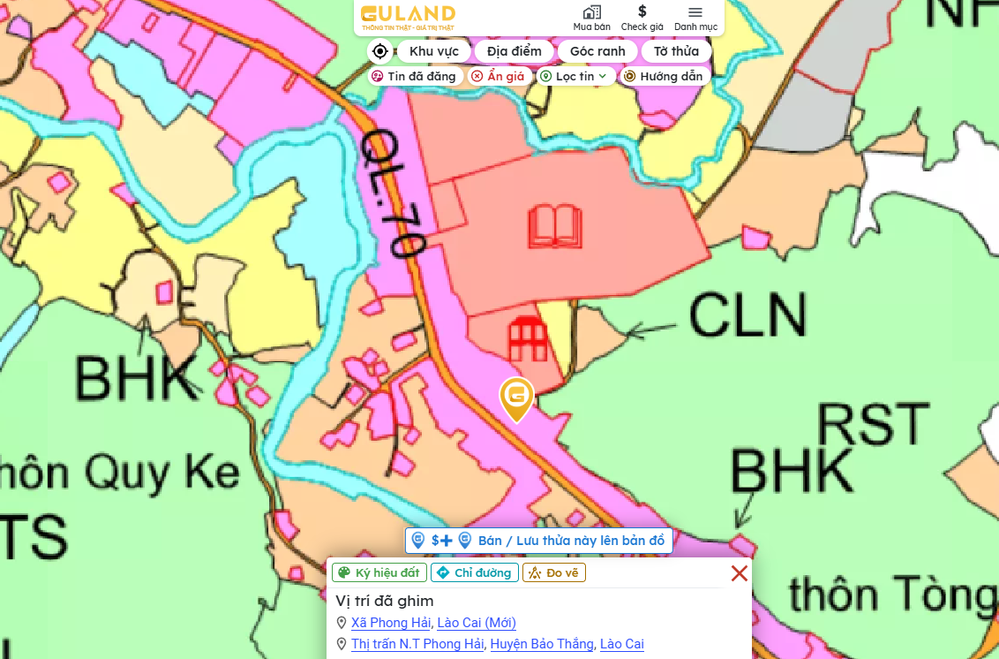 GULAND
THÔNG TIN THẬT - GIÁ TRỊ THẬT
Mua bán
$
Check giá
Danh mục
Khu vực
Địa điểm
Góc ranh
Tờ thửa
Tin đã đăng
Ẩn giá
Lọc tin
Hướng dẫn
QL.70
CLN
BHK
RST
BHK
hôn Quy Ke
TS
thôn Tòng
$+ Bán / Lưu thửa này lên bản đồ
Ký hiệu đất
Chỉ đường
Đo vẽ
Vị trí đã ghim
Xã Phong Hải, Lào Cai (Mới)
Thị trấn N.T Phong Hải, Huyện Bảo Thắng, Lào Cai